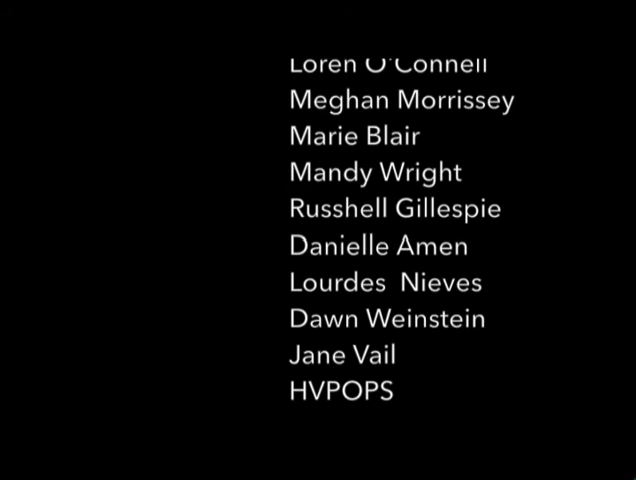 Loren O'Connell
Meghan Morrissey
Marie Blair
Mandy Wright
Russhell Gillespie
Danielle Amen
Lourdes  Nieves
Dawn Weinstein
Jane Vail
HVPOPS